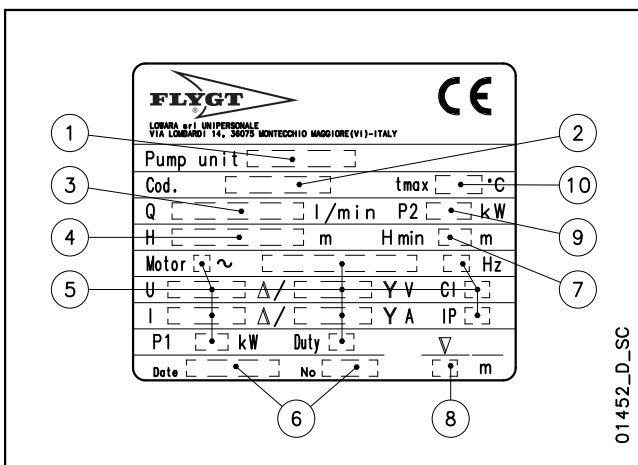 FLYGT
®
CE
LOWARA srl UNIPERSONALE
VIA LOMBARDI 14, 36075 MONTECCHIO MAGGIORE(VI)-ITALY
Pump unit
Cod. tmax °C
Q l/min P2 kW
H m Hmin m
Motor ~ Hz
U Δ/ Y V Cl
I Δ/ Y A IP
P1 kW Duty ▽
Date No m
1
2
3
4
5
6
7
8
9
10
01452_D_SC